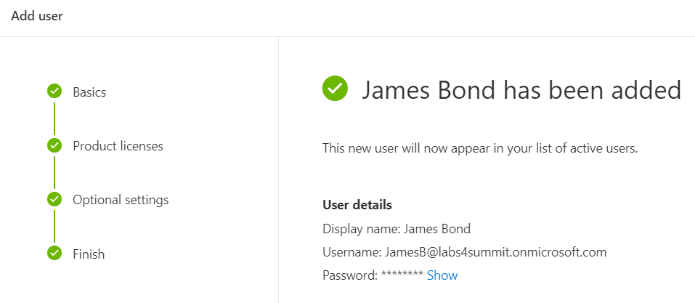 Add user
Basics
Product licenses
Optional settings
Finish
James Bond has been added
This new user will now appear in your list of active users.
User details
Display name: James Bond
Username: JamesB@labs4summit.onmicrosoft.com
Password: ******** Show